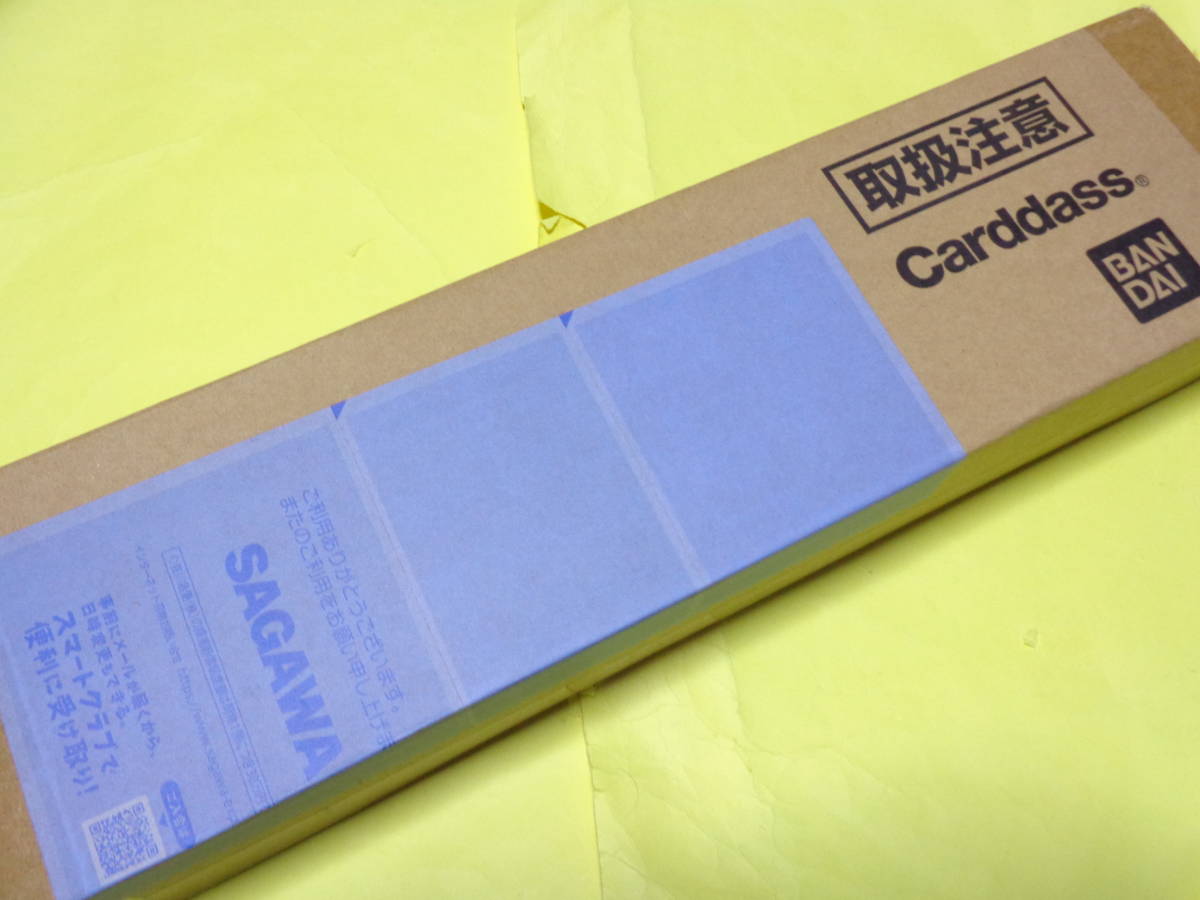 取扱注意
Carddass®
BAN
DAI
ご利用ありがとうございます。
またのご利用をお願い申し上げま
SAGAWA
事前にメールが届くから、
日時変更もできる。
スマートクラブで
便利に受け取り!